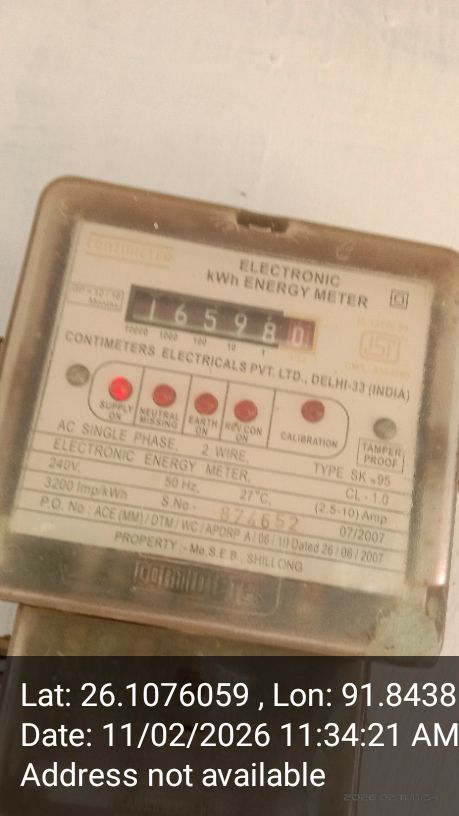 CONTIMETER
ELECTRONIC
kWh ENERGY METER
165980
10000 1000 100 10 1
CONTIMETERS ELECTRICALS PVT. LTD., DELHI-33 (INDIA)
ISI
SUPPLY ON
NEUTRAL MISSING
EARTH ON
REV.CON ON
CALIBRATION
TAMPER PROOF
AC SINGLE PHASE, 2 WIRE, TYPE SK-95
ELECTRONIC ENERGY METER, CL-1.0
240V, 50 Hz, 27°C, (2.5-10) Amp
3200 Imp/kWh S.No- 874652 07/2007
P.O. No : ACE (MM) / DTM / WC / APDRP A / 06 / 19 Dated 26 / 06 / 2007
PROPERTY :- Me.S.E.B., SHILLONG
Lat: 26.1076059 , Lon: 91.8438
Date: 11/02/2026 11:34:21 AM
Address not available